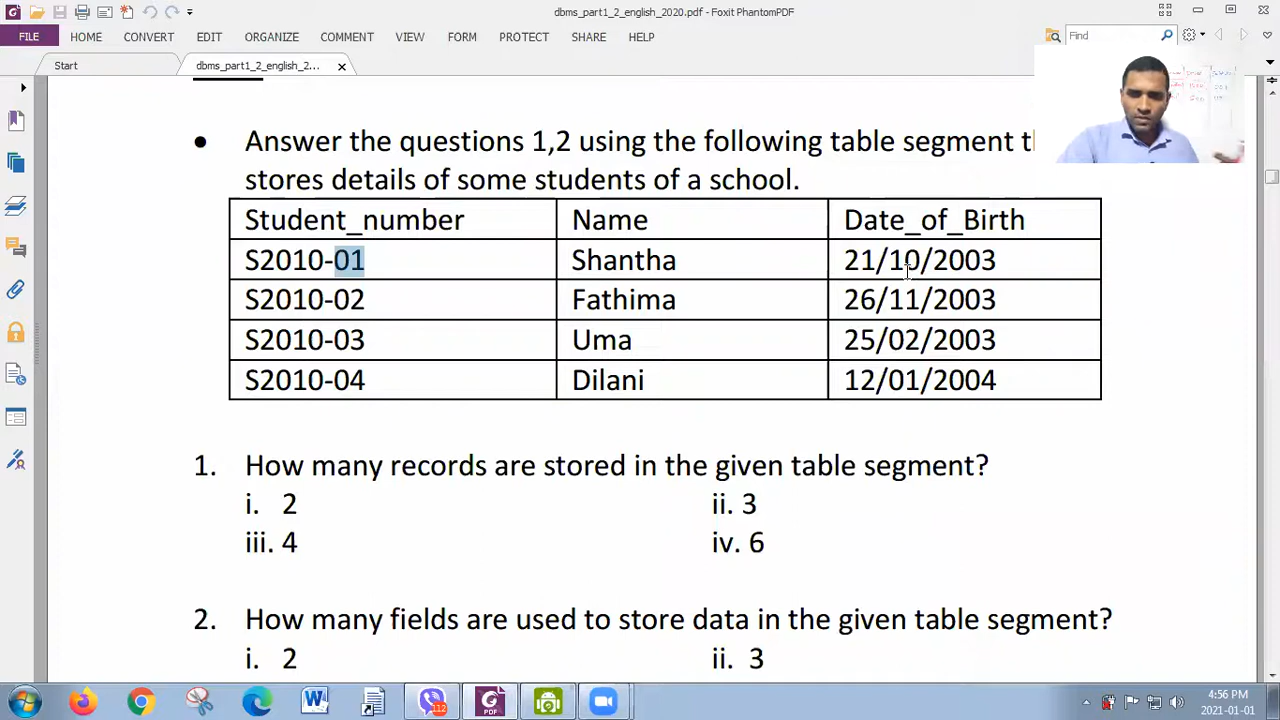 dbms_part1_2_english_2020.pdf - Foxit PhantomPDF
FILE HOME CONVERT EDIT ORGANIZE COMMENT VIEW FORM PROTECT SHARE HELP Find
Start dbms_part1_2_english_2...
• Answer the questions 1,2 using the following table segment
stores details of some students of a school.
Student_number Name Date_of_Birth
S2010-01 Shantha 21/10/2003
S2010-02 Fathima 26/11/2003
S2010-03 Uma 25/02/2003
S2010-04 Dilani 12/01/2004
1. How many records are stored in the given table segment?
i. 2 ii. 3
iii. 4 iv. 6
2. How many fields are used to store data in the given table segment?
i. 2 ii. 3
112
PDF
4:56 PM
2021-01-01